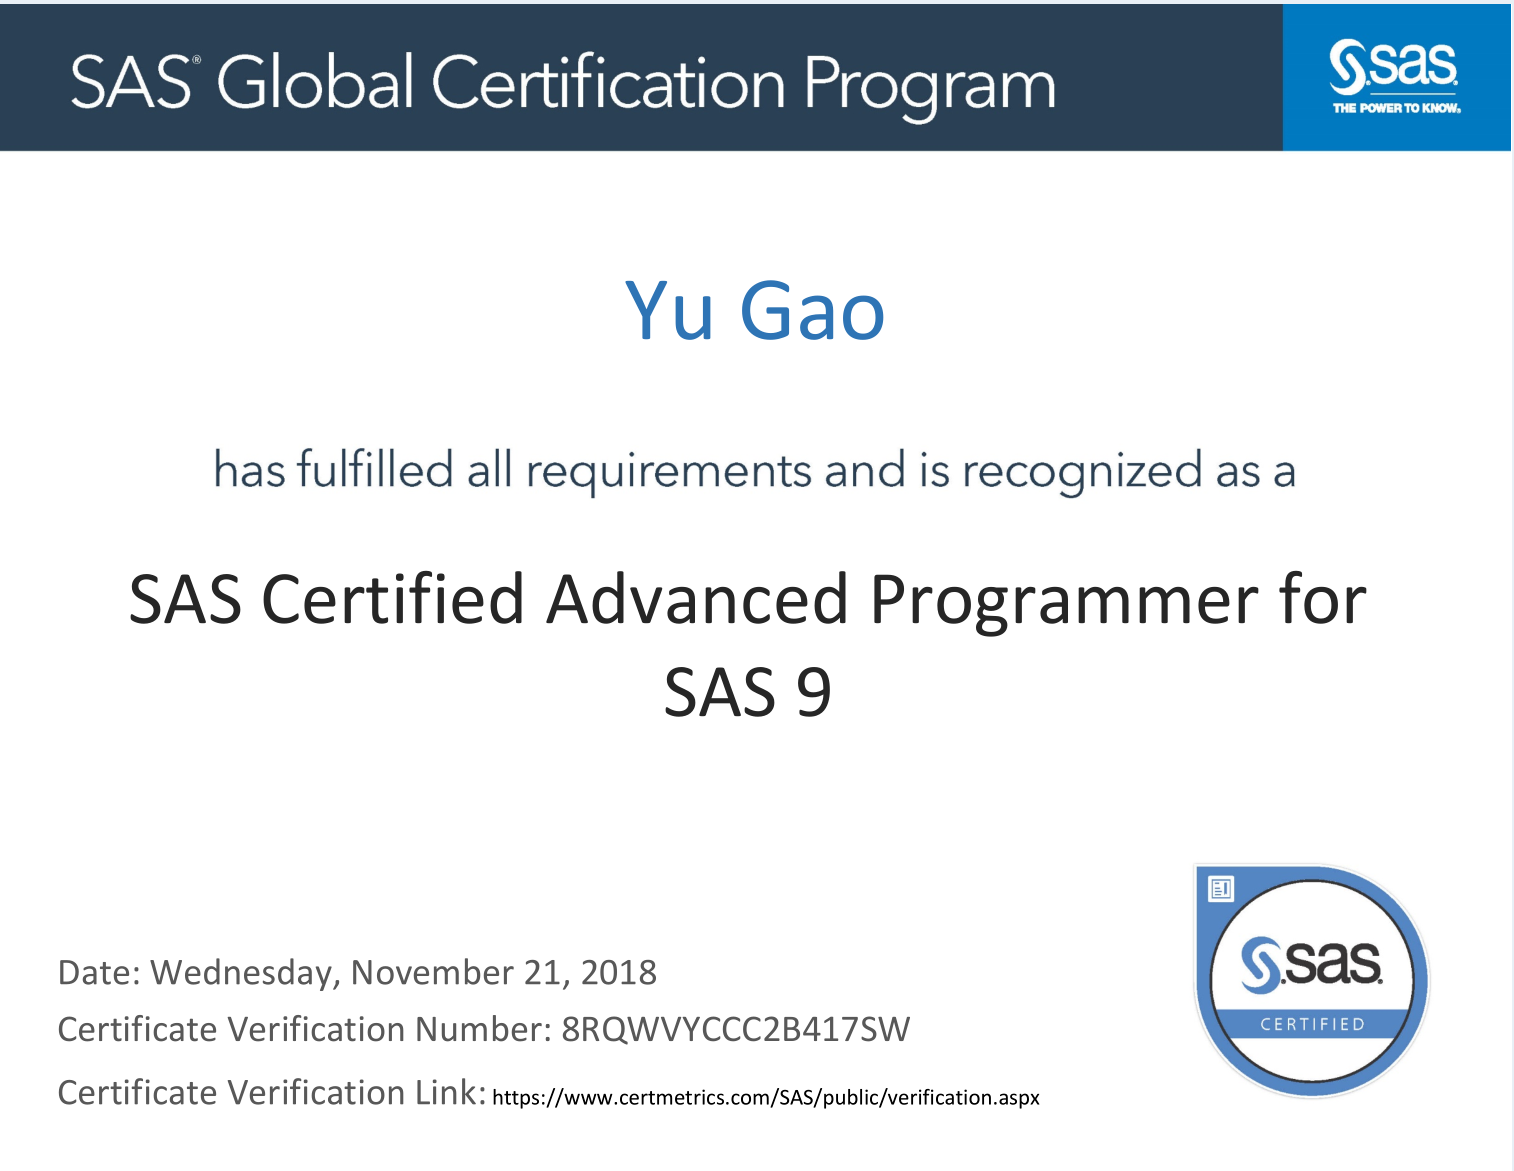 SAS® Global Certification Program
sas
THE POWER TO KNOW.
Yu Gao
has fulfilled all requirements and is recognized as a
SAS Certified Advanced Programmer for
SAS 9
Date: Wednesday, November 21, 2018
Certificate Verification Number: 8RQWVYCCC2B417SW
Certificate Verification Link: https://www.certmetrics.com/SAS/public/verification.aspx
sas
CERTIFIED